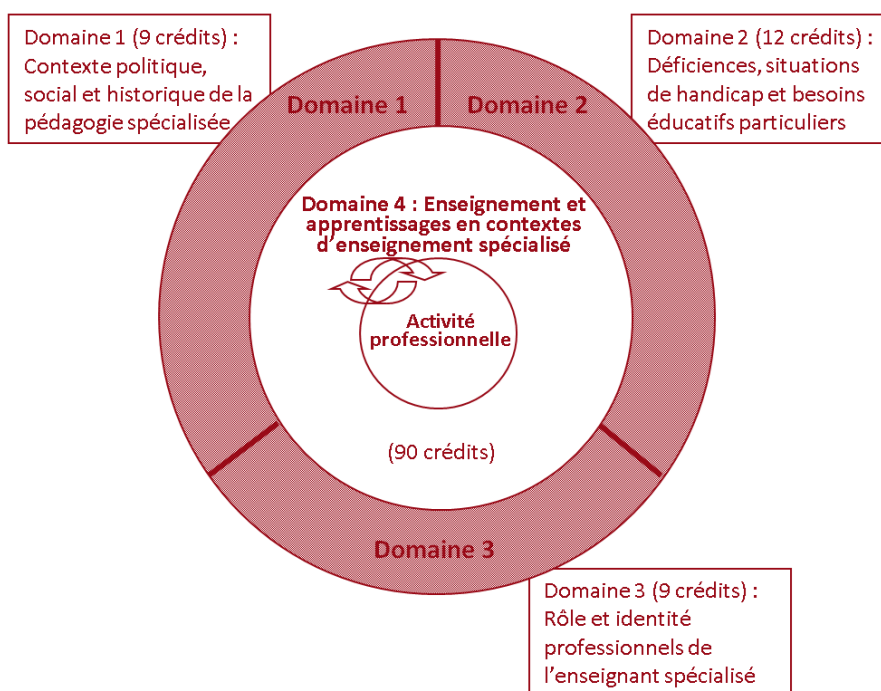 Domaine 1 (9 crédits) :
Contexte politique,
social et historique de la
pédagogie spécialisée
Domaine 2 (12 crédits) :
Déficiences, situations
de handicap et besoins
éducatifs particuliers
Domaine 1
Domaine 2
Domaine 4 : Enseignement et
apprentissages en contextes
d’enseignement spécialisé
Activité
professionnelle
(90 crédits)
Domaine 3
Domaine 3 (9 crédits) :
Rôle et identité
professionnels de
l’enseignant spécialisé